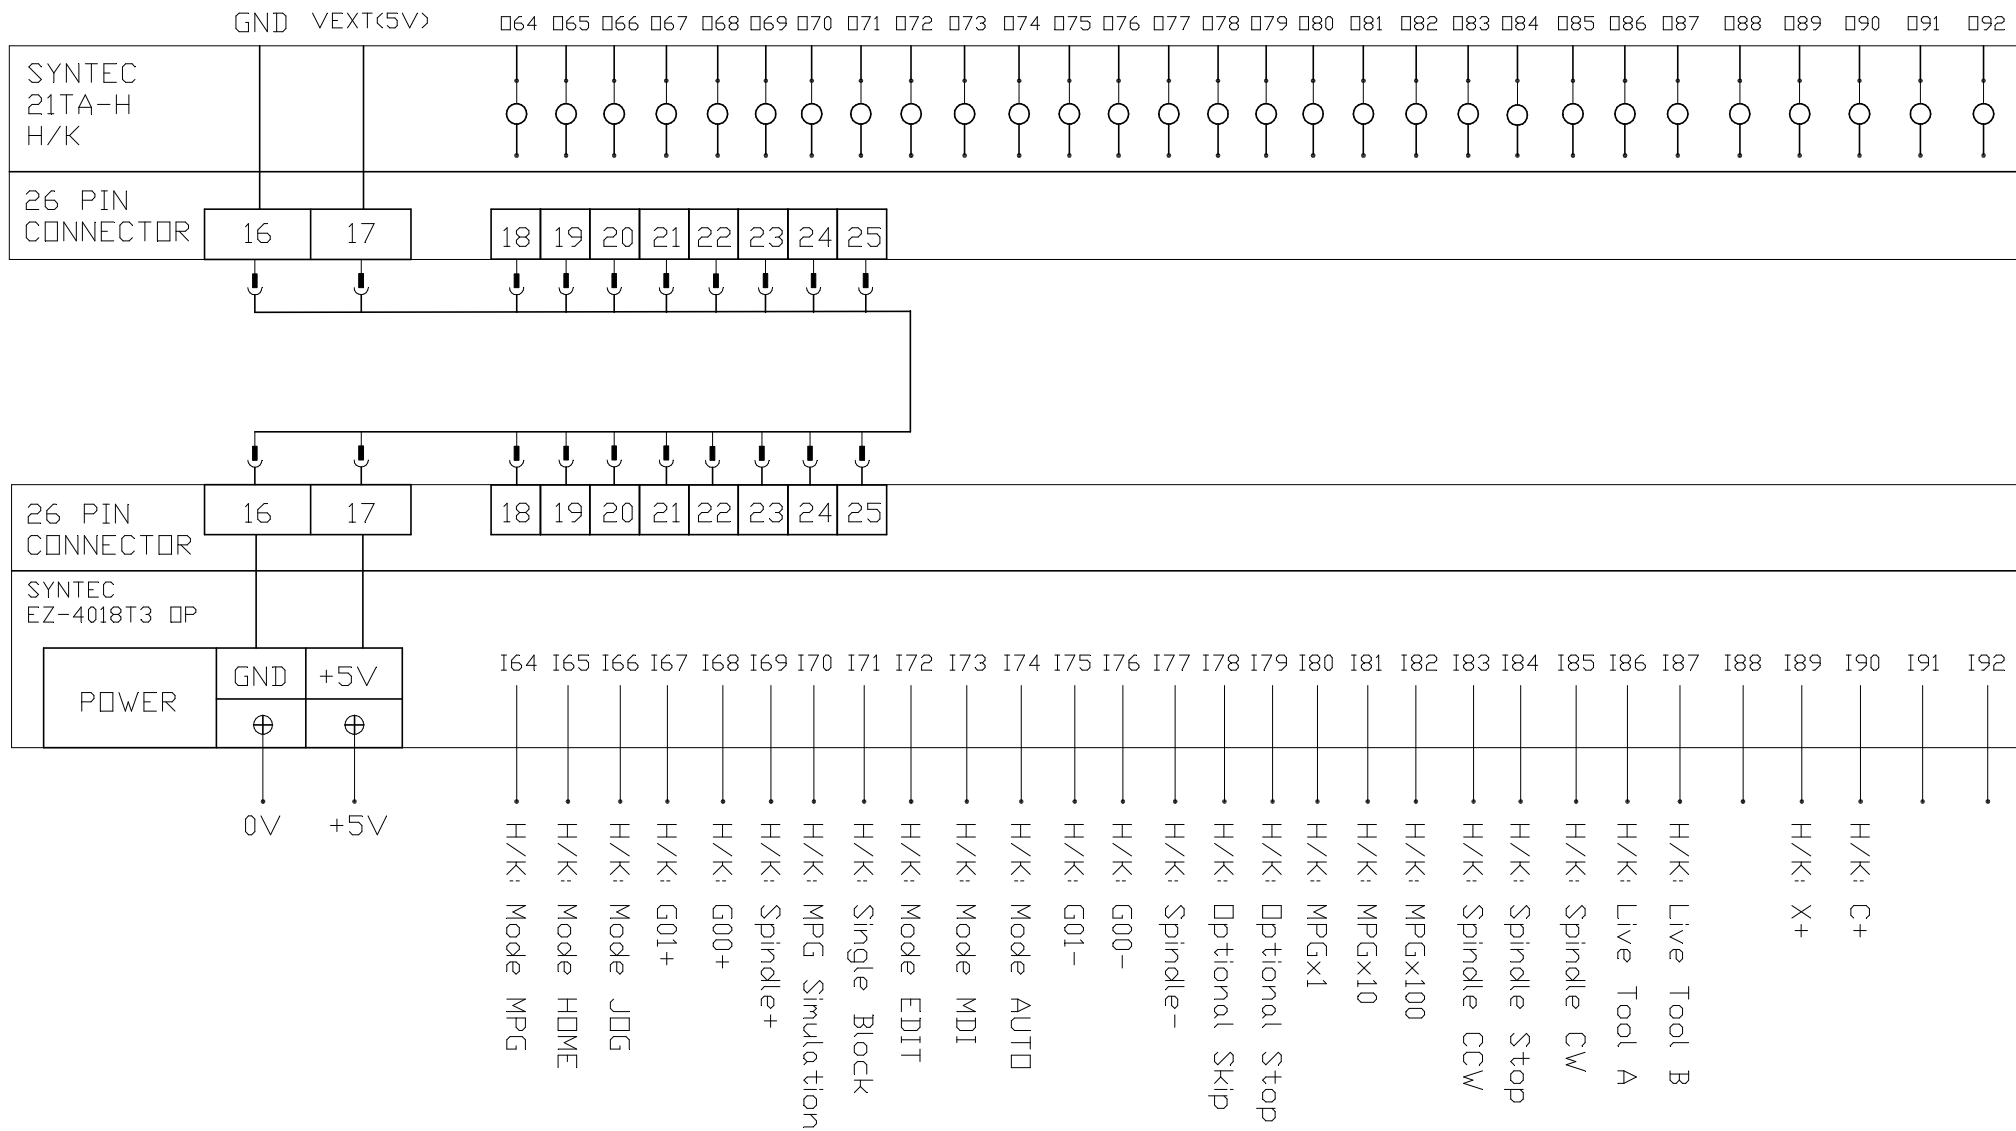 GND VEXT(5V) O64 O65 O66 O67 O68 O69 O70 O71 O72 O73 O74 O75 O76 O77 O78 O79 O80 O81 O82 O83 O84 O85 O86 O87 O88 O89 O90 O91 O92
SYNTEC
21TA-H
H/K
26 PIN
CONNECTOR
16 17 18 19 20 21 22 23 24 25
26 PIN
CONNECTOR
16 17 18 19 20 21 22 23 24 25
SYNTEC
EZ-4018T3 OP
POWER
GND +5V
I64 I65 I66 I67 I68 I69 I70 I71 I72 I73 I74 I75 I76 I77 I78 I79 I80 I81 I82 I83 I84 I85 I86 I87 I88 I89 I90 I91 I92
0V +5V
H/K: Mode MPG
H/K: Mode HOME
H/K: Mode JOG
H/K: G01+
H/K: G00+
H/K: Spindle+
H/K: MPG Simulation
H/K: Single Block
H/K: Mode EDIT
H/K: Mode MDI
H/K: Mode AUTO
H/K: G01-
H/K: G00-
H/K: Spindle-
H/K: Optional Skip
H/K: Optional Stop
H/K: MPGx1
H/K: MPGx10
H/K: MPGx100
H/K: Spindle CCW
H/K: Spindle Stop
H/K: Spindle CW
H/K: Live Tool A
H/K: Live Tool B
H/K: X+
H/K: C+